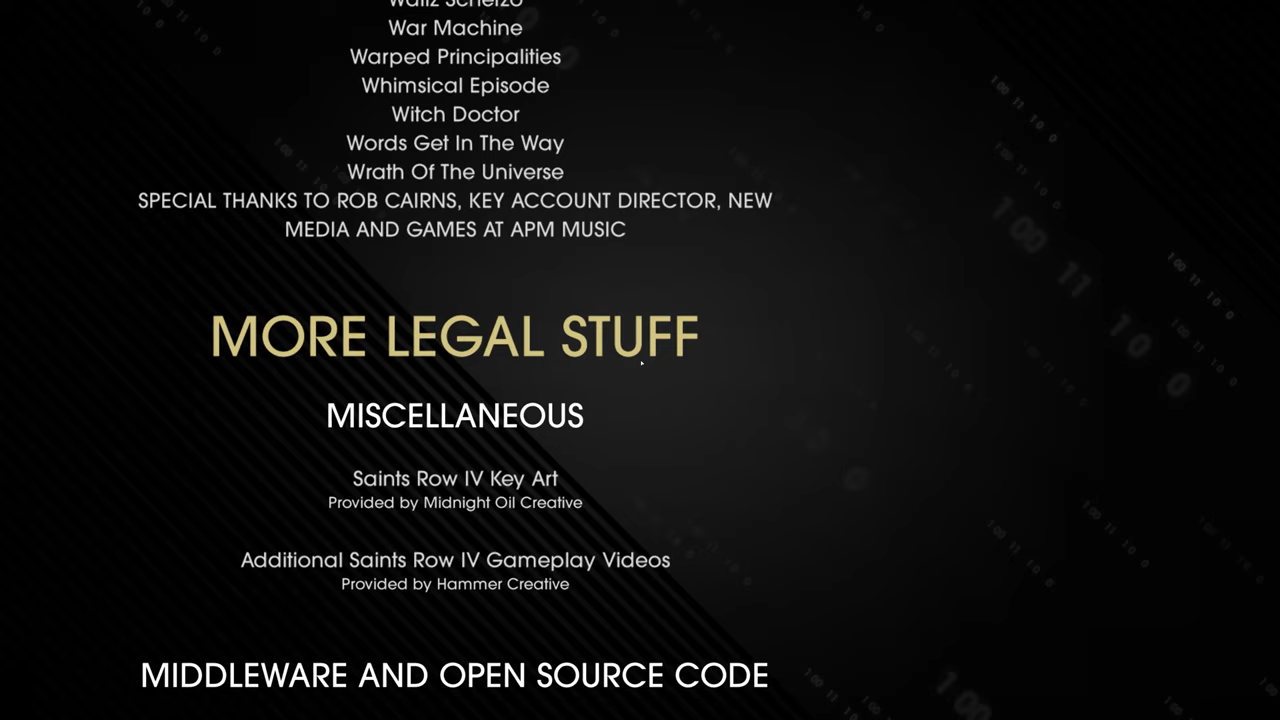 Waltz Scherzo
War Machine
Warped Principalities
Whimsical Episode
Witch Doctor
Words Get In The Way
Wrath Of The Universe
SPECIAL THANKS TO ROB CAIRNS, KEY ACCOUNT DIRECTOR, NEW
MEDIA AND GAMES AT APM MUSIC
MORE LEGAL STUFF
MISCELLANEOUS
Saints Row IV Key Art
Provided by Midnight Oil Creative
Additional Saints Row IV Gameplay Videos
Provided by Hammer Creative
MIDDLEWARE AND OPEN SOURCE CODE